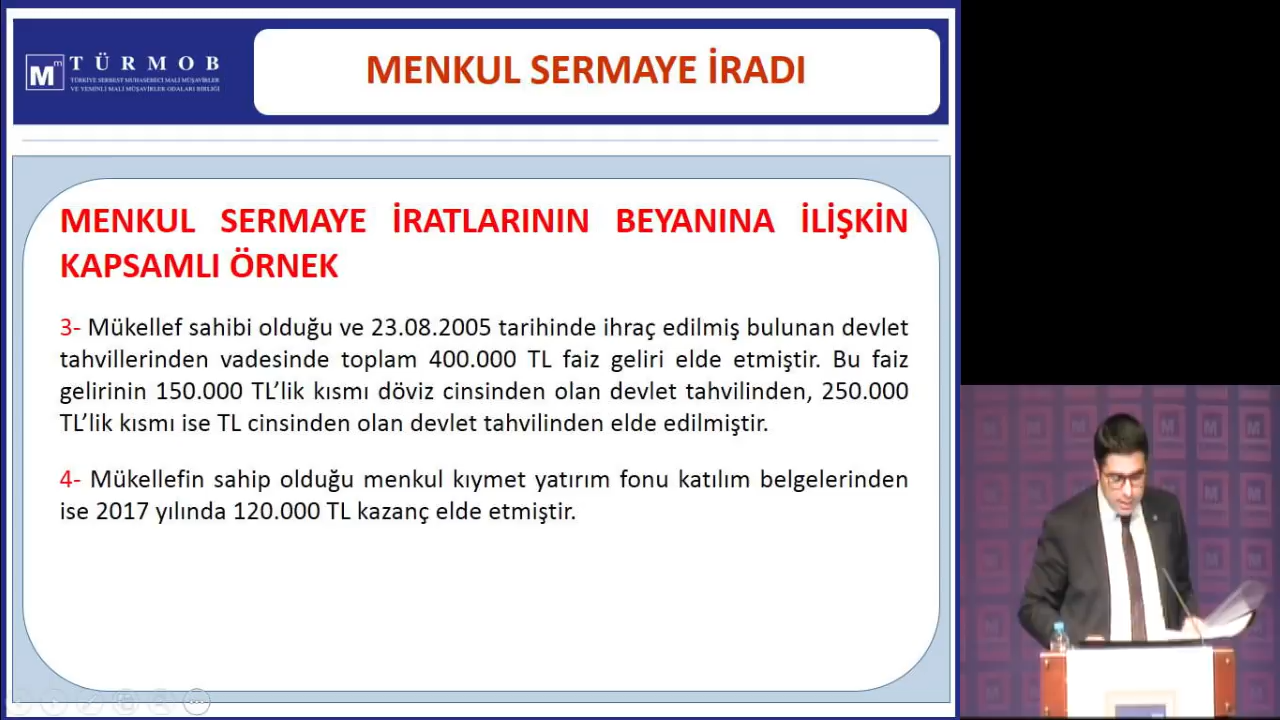 TÜRMOB
TÜRKİYE SERBEST MUHASEBECİ MALİ MÜŞAVİRLER
VE YEMİNLİ MALİ MÜŞAVİRLER ODALARI BİRLİĞİ
MENKUL SERMAYE İRADI
MENKUL SERMAYE İRATLARININ BEYANINA İLİŞKİN
KAPSAMLI ÖRNEK
3- Mükellef sahibi olduğu ve 23.08.2005 tarihinde ihraç edilmiş bulunan devlet
tahvillerinden vadesinde toplam 400.000 TL faiz geliri elde etmiştir. Bu faiz
gelirinin 150.000 TL’lik kısmı döviz cinsinden olan devlet tahvilinden, 250.000
TL’lik kısmı ise TL cinsinden olan devlet tahvilinden elde edilmiştir.
4- Mükellefin sahip olduğu menkul kıymet yatırım fonu katılım belgelerinden
ise 2017 yılında 120.000 TL kazanç elde etmiştir.